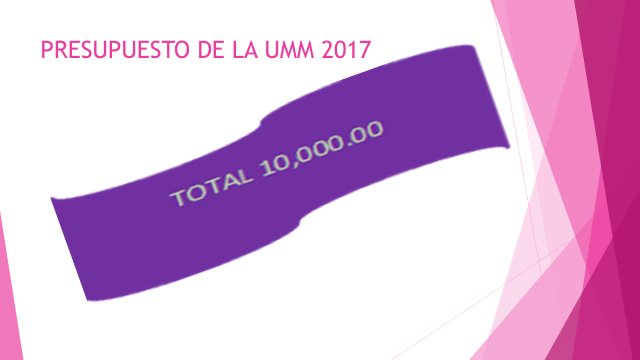 PRESUPUESTO DE LA UMM 2017
TOTAL 10,000.00